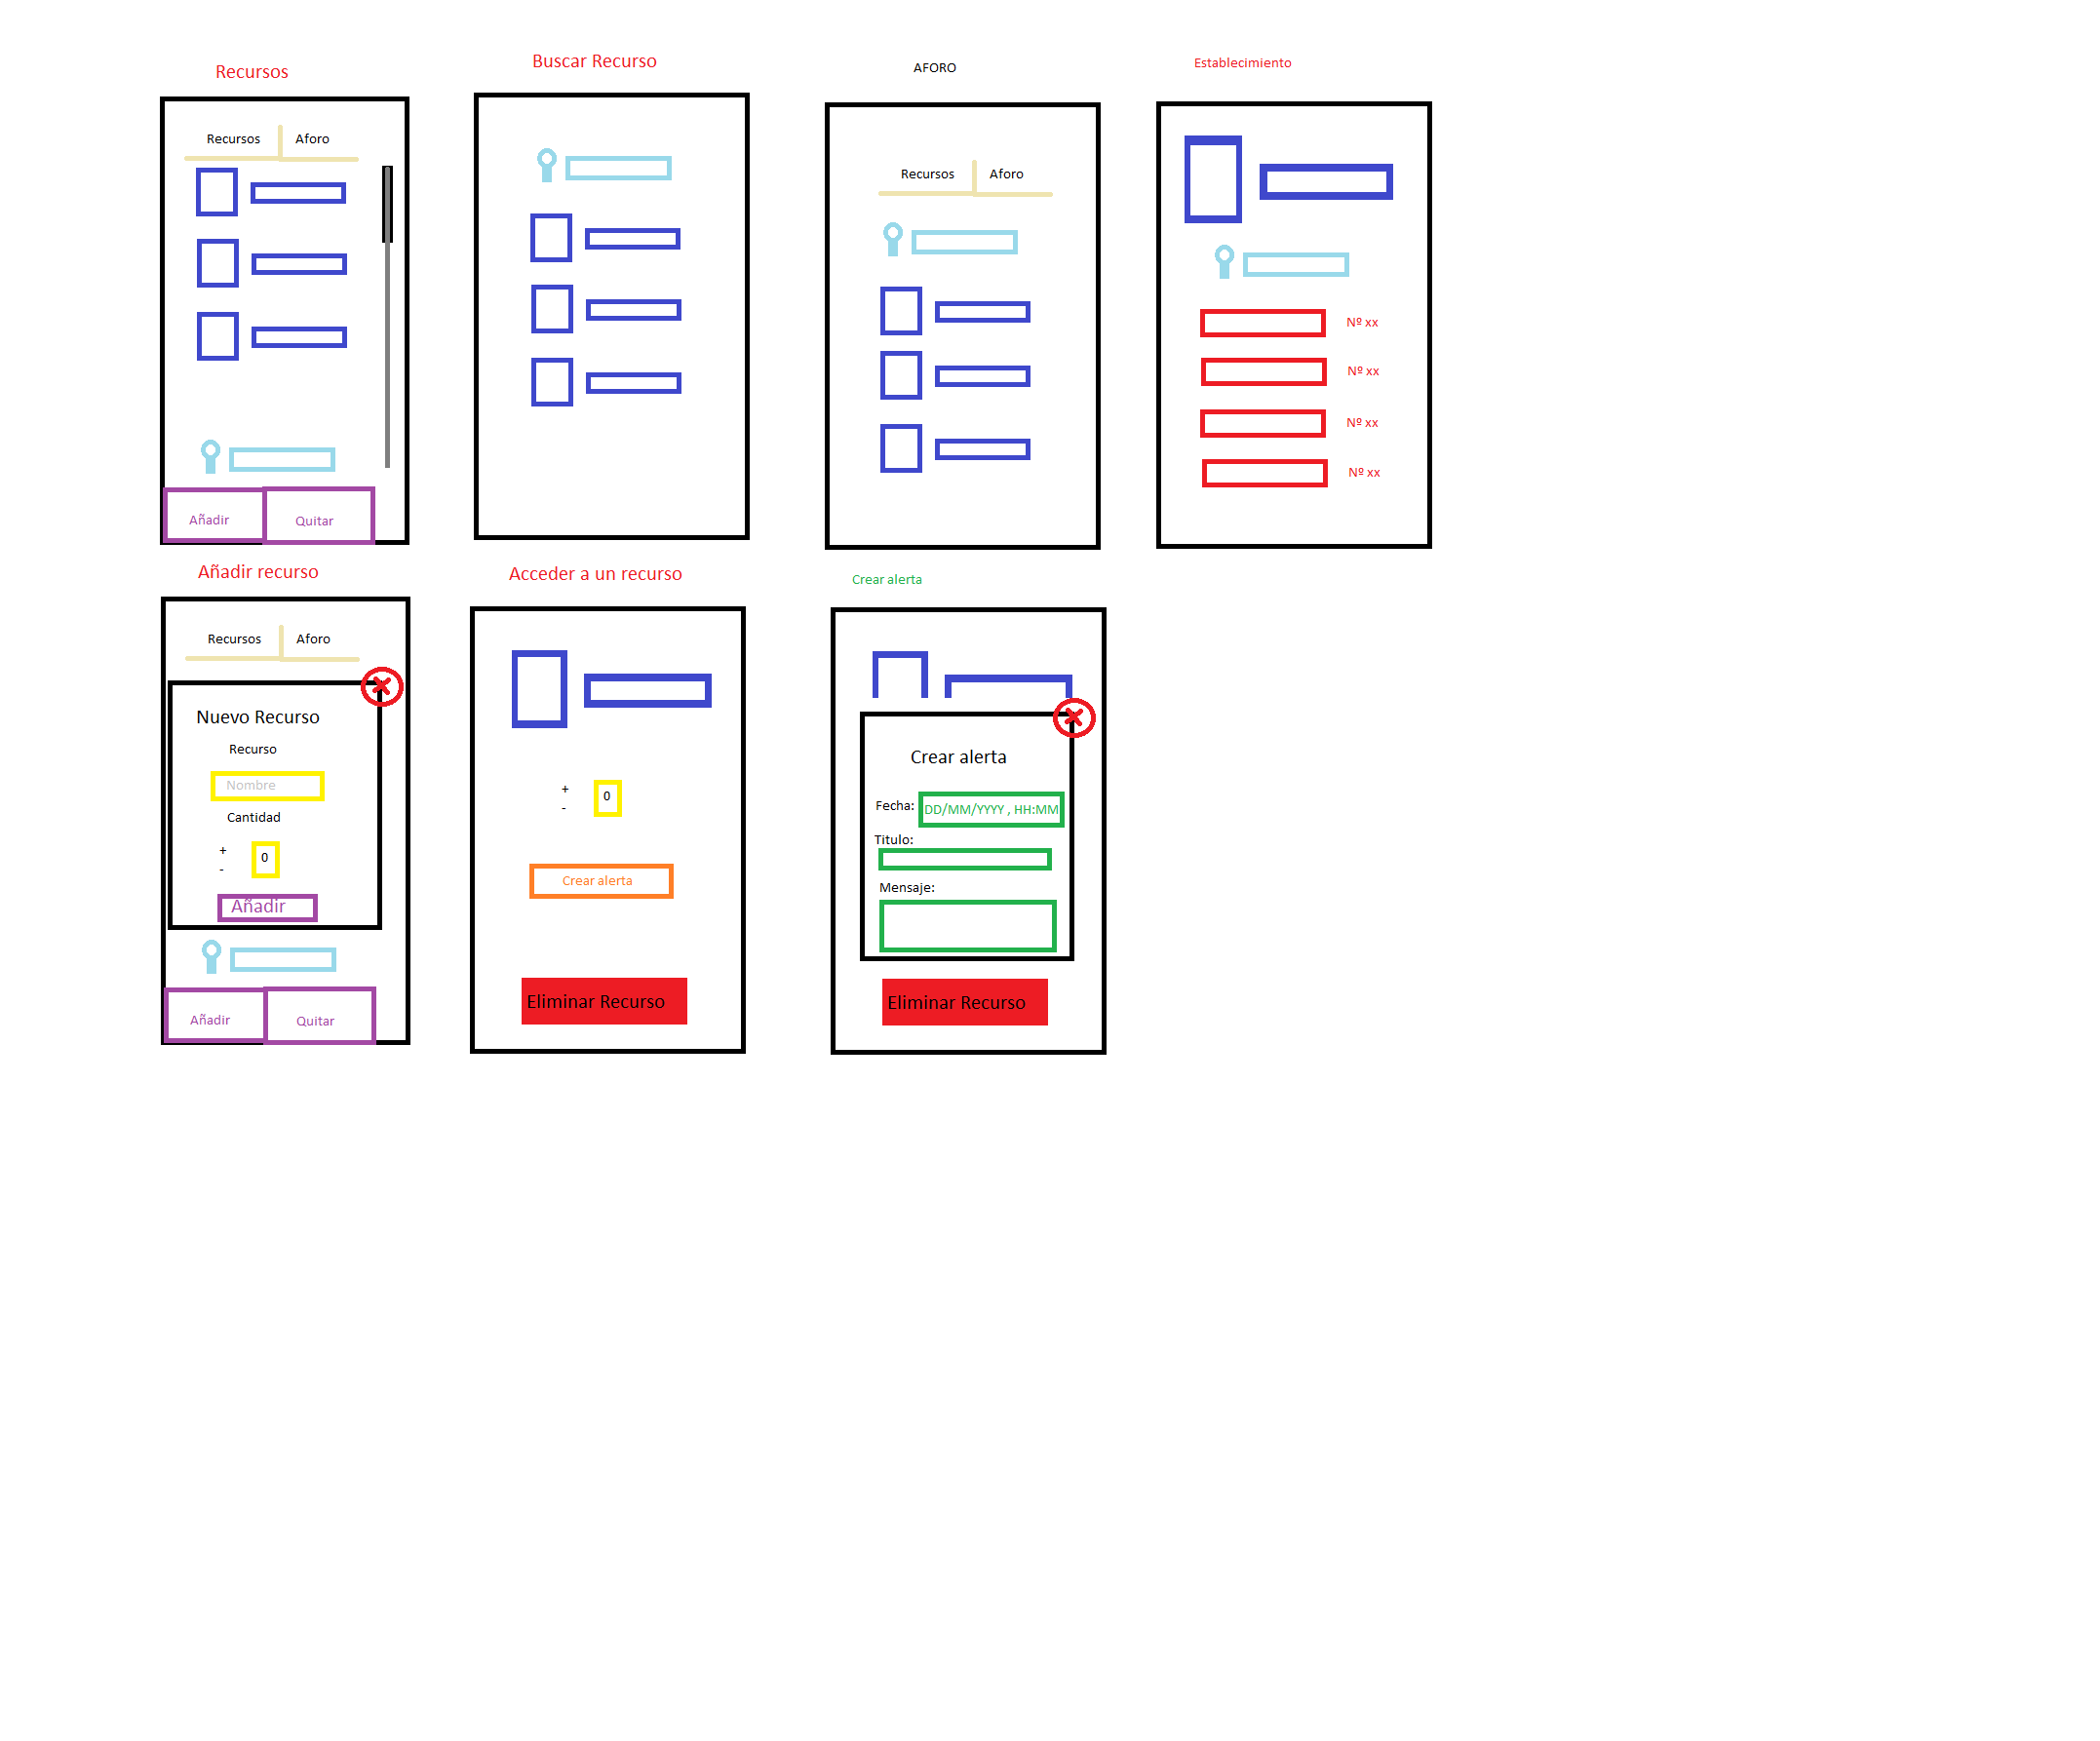 Recursos
Recursos Aforo
Añadir Quitar
Buscar Recurso
AFORO
Recursos Aforo
Establecimiento
Nº xx
Nº xx
Nº xx
Nº xx
Añadir recurso
Recursos Aforo
Nuevo Recurso
Recurso
Nombre
Cantidad
+
- 0
Añadir
Añadir Quitar
Acceder a un recurso
+
- 0
Crear alerta
Eliminar Recurso
Crear alerta
Crear alerta
Fecha: DD/MM/YYYY , HH:MM
Titulo:
Mensaje:
Eliminar Recurso